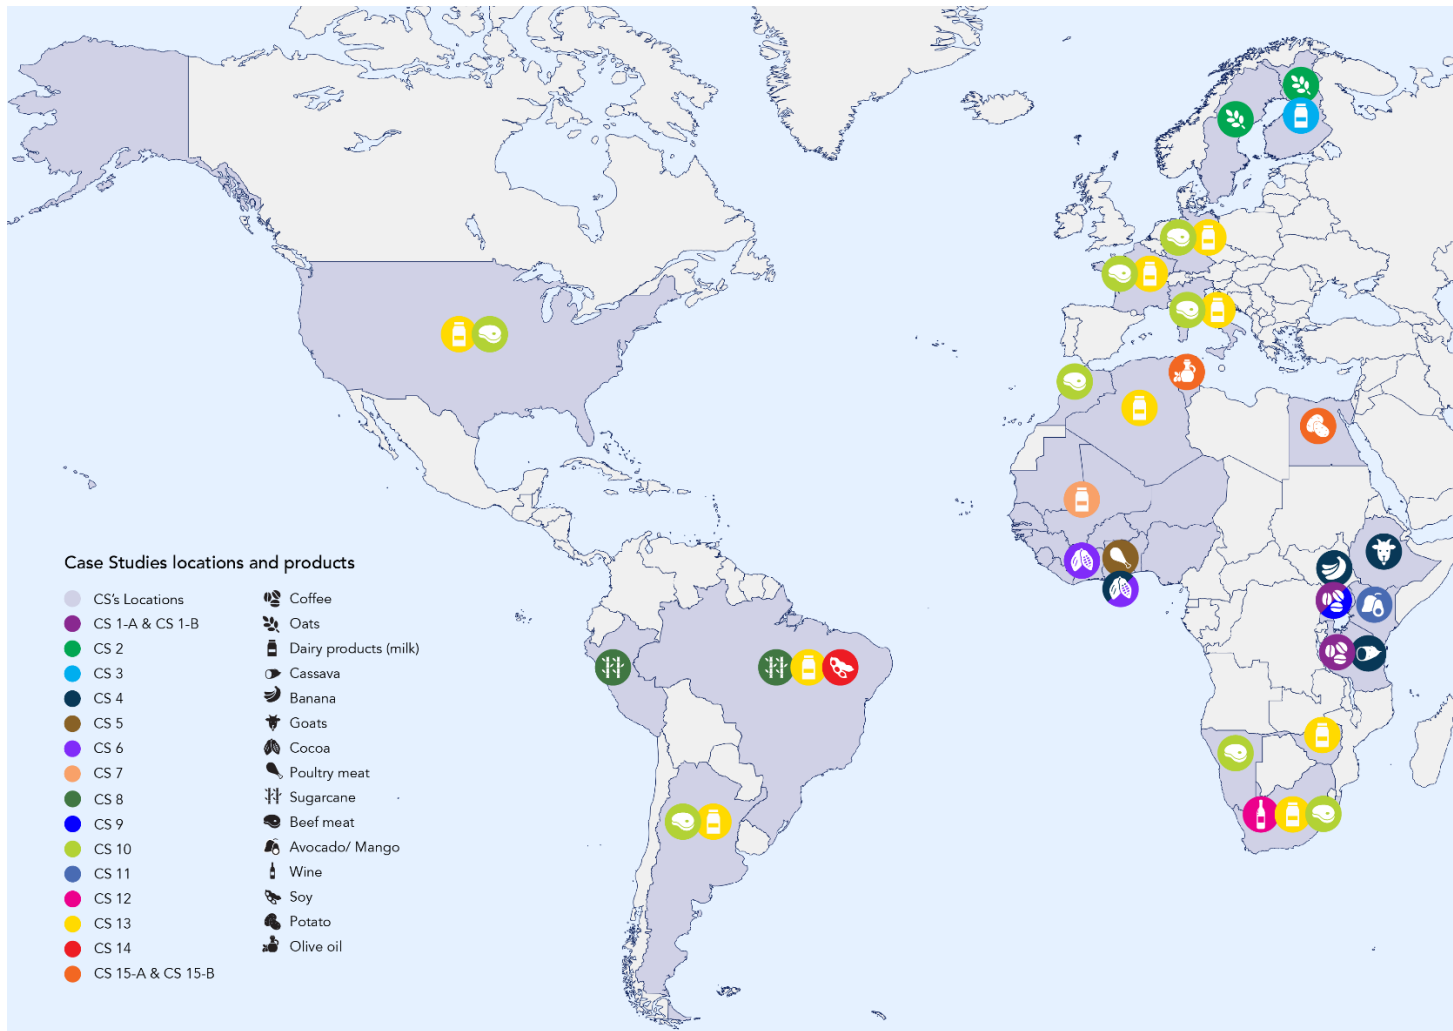 Case Studies locations and products
CS's Locations
CS 1-A & CS 1-B
CS 2
CS 3
CS 4
CS 5
CS 6
CS 7
CS 8
CS 9
CS 10
CS 11
CS 12
CS 13
CS 14
CS 15-A & CS 15-B
Coffee
Oats
Dairy products (milk)
Cassava
Banana
Goats
Cocoa
Poultry meat
Sugarcane
Beef meat
Avocado/ Mango
Wine
Soy
Potato
Olive oil